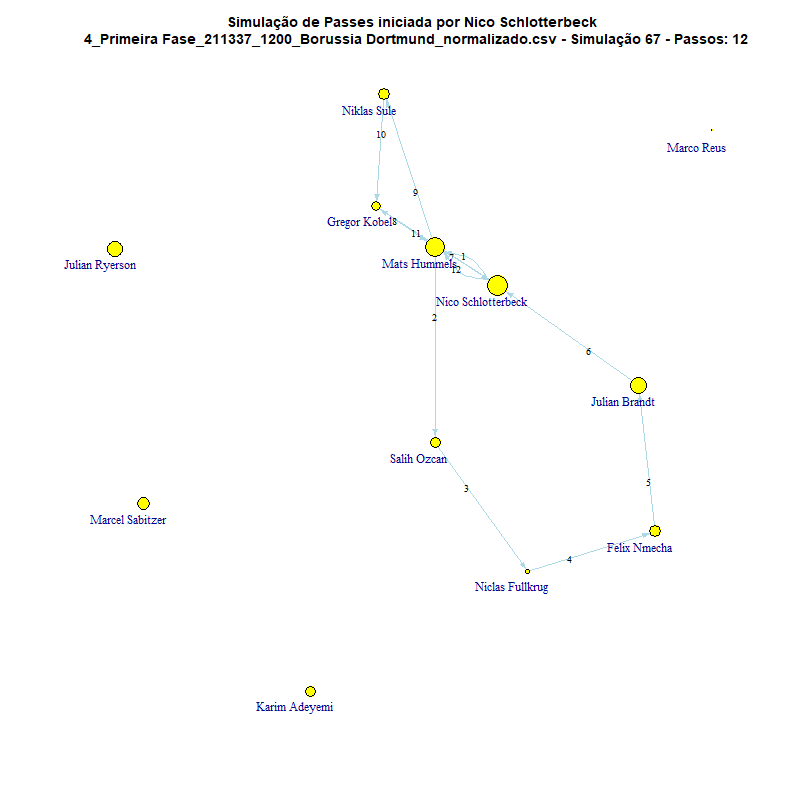 Simulação de Passes iniciada por Nico Schlotterbeck
4_Primeira Fase_211337_1200_Borussia Dortmund_normalizado.csv - Simulação 67 - Passos: 12
Niklas Sule
10
Marco Reus
9
Gregor Kobel
8
11
Julian Ryerson
Mats Hummels
7
1
12
Nico Schlotterbeck
2
6
Julian Brandt
Salih Ozcan
3
5
Marcel Sabitzer
Felix Nmecha
4
Niclas Fullkrug
Karim Adeyemi